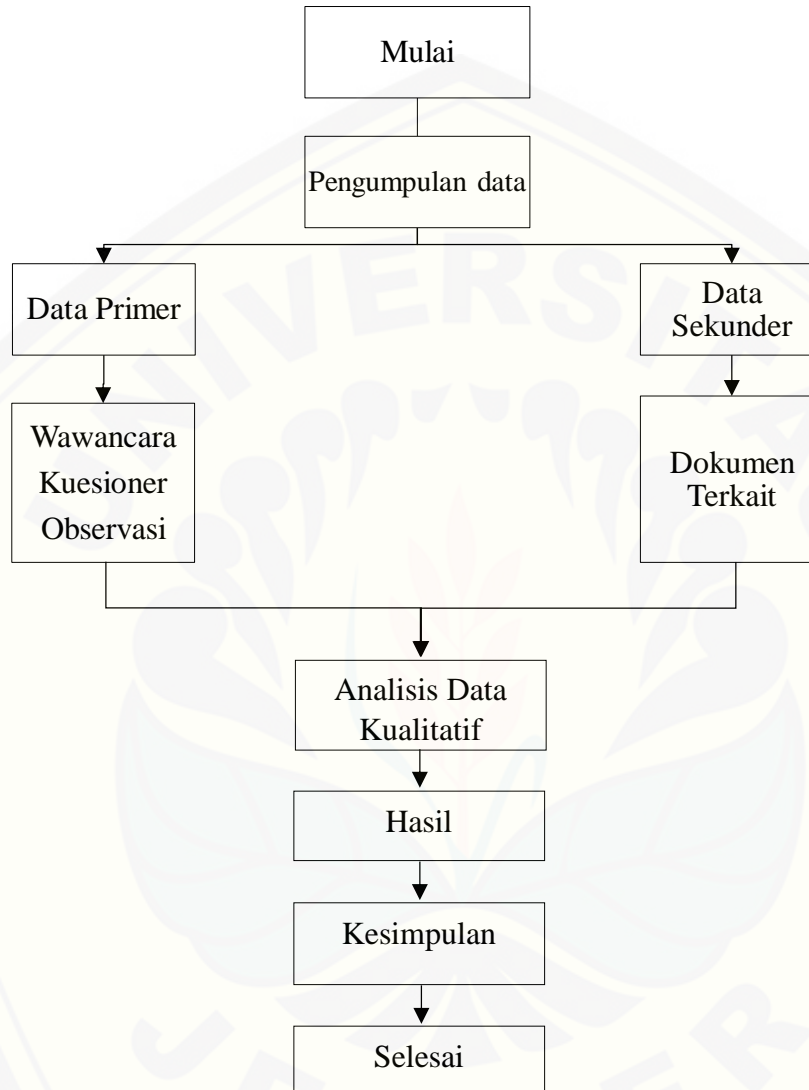 Mulai
Pengumpulan data
Data Primer
Data
Sekunder
Wawancara
Kuesioner
Observasi
Dokumen
Terkait
Analisis Data
Kualitatif
Hasil
Kesimpulan
Selesai